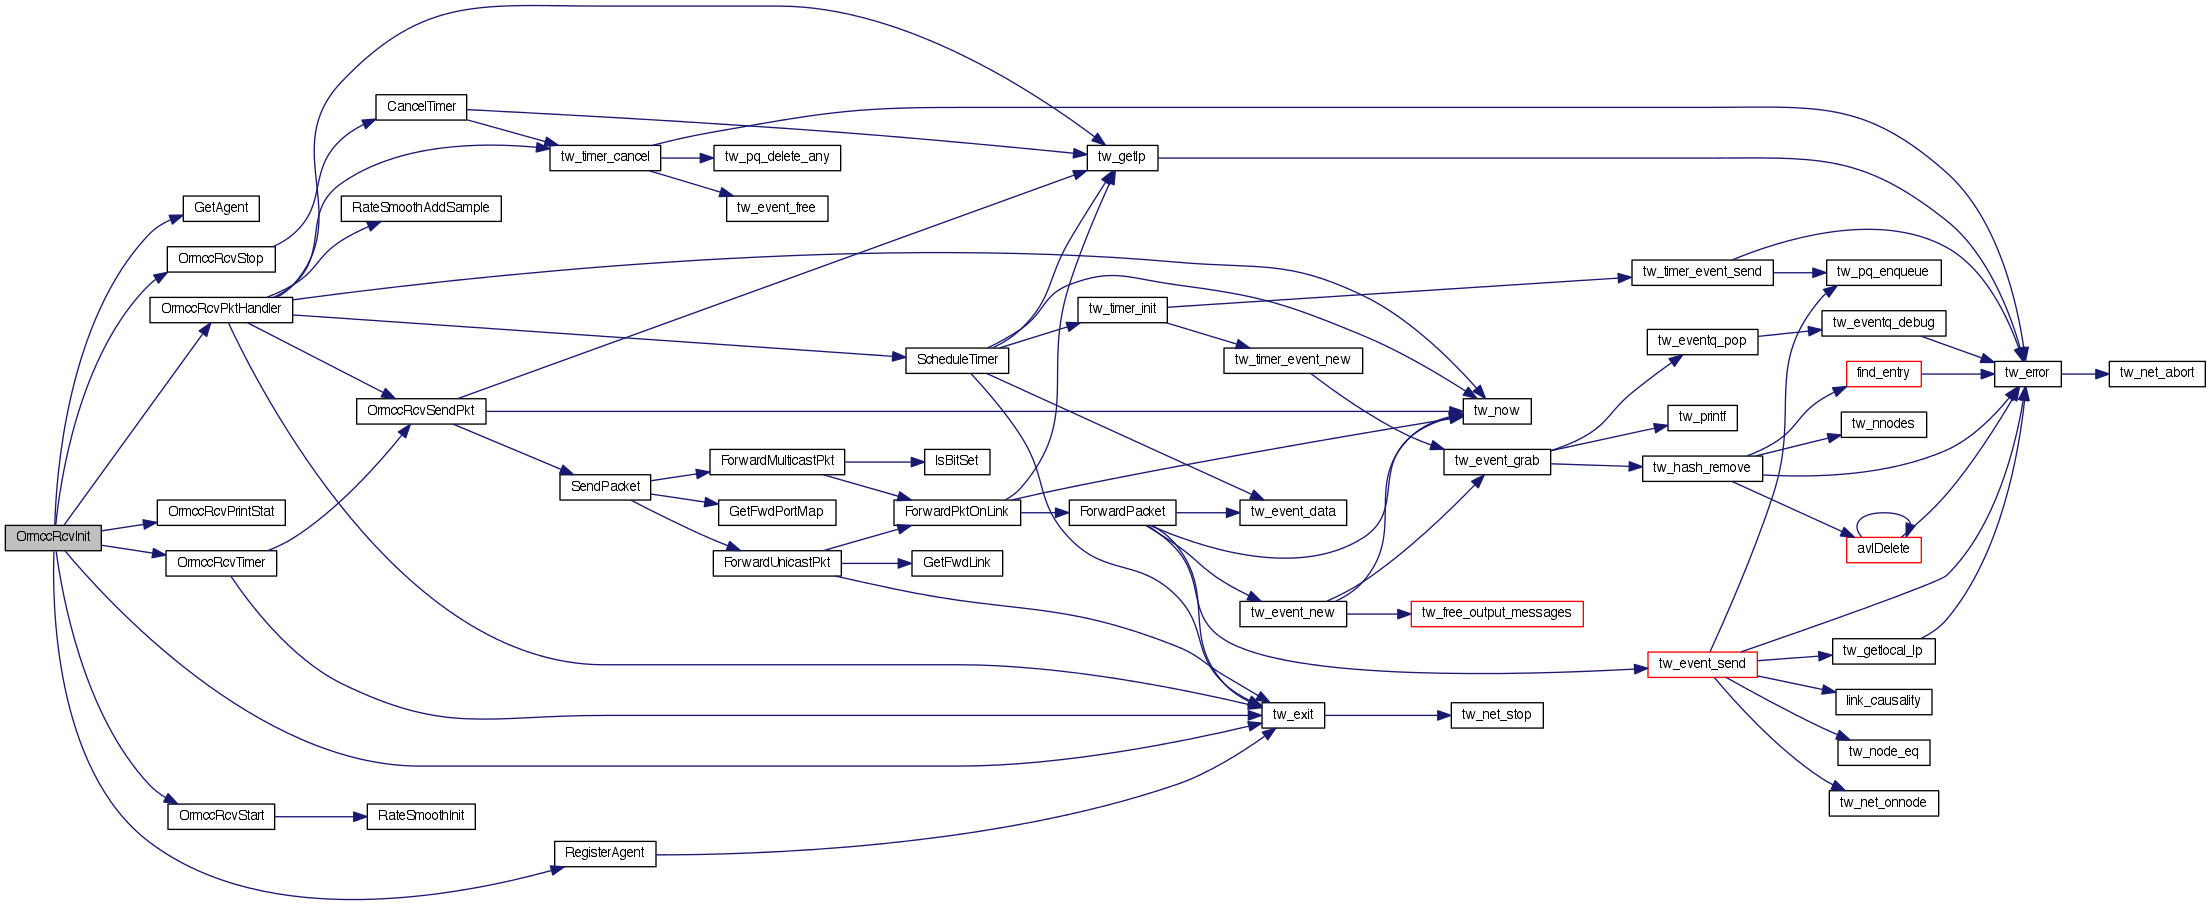 OrmccRcvInit
GetAgent
OrmccRcvStop
OrmccRcvPktHandler
OrmccRcvPrintStat
OrmccRcvTimer
OrmccRcvStart
CancelTimer
RateSmoothAddSample
OrmccRcvSendPkt
RateSmoothInit
tw_timer_cancel
SendPacket
RegisterAgent
tw_pq_delete_any
tw_event_free
ForwardMulticastPkt
GetFwdPortMap
ForwardUnicastPkt
ScheduleTimer
IsBitSet
ForwardPktOnLink
GetFwdLink
tw_getlp
tw_timer_init
ForwardPacket
tw_timer_event_new
tw_event_data
tw_event_new
tw_exit
tw_now
tw_event_grab
tw_free_output_messages
tw_net_stop
tw_timer_event_send
tw_eventq_pop
tw_printf
tw_hash_remove
tw_event_send
tw_pq_enqueue
tw_eventq_debug
find_entry
tw_nnodes
avlDelete
tw_getlocal_lp
link_causality
tw_node_eq
tw_net_onnode
tw_error
tw_net_abort